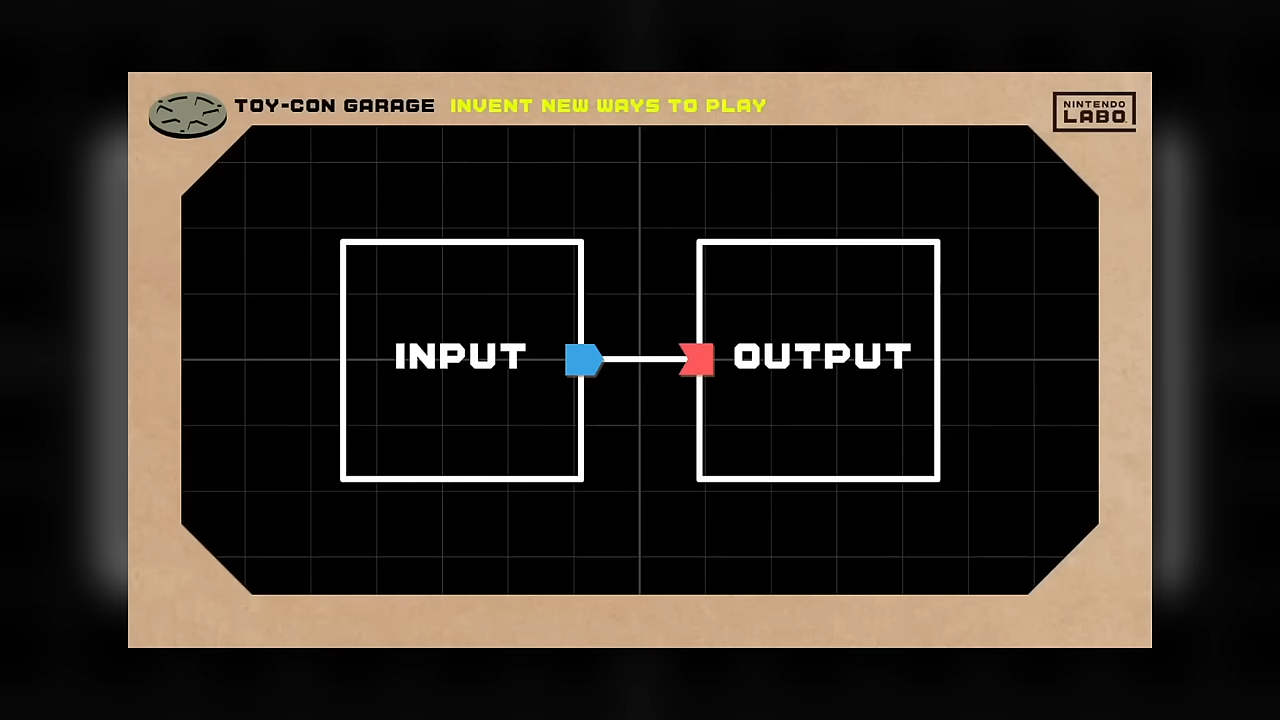 TOY-CON GARAGE INVENT NEW WAYS TO PLAY
NINTENDO
LABO
INPUT
OUTPUT